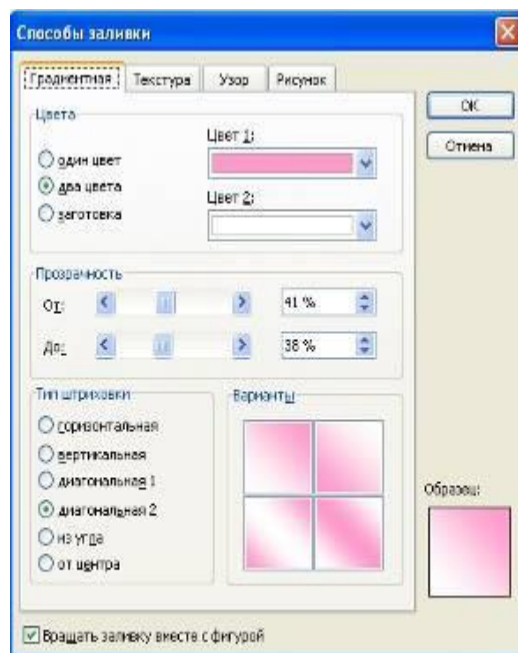 Способы заливки
Градиентная Текстура Узор Рисунок
ОК
Отмена
Цвета
один цвет
два цвета
заготовка
Цвет 1:
Цвет 2:
Прозрачность
От: 41 %
До: 38 %
Тип штриховки
горизонтальная
вертикальная
диагональная 1
диагональная 2
из угла
от центра
Варианты
Образец:
Вращать заливку вместе с фигурой